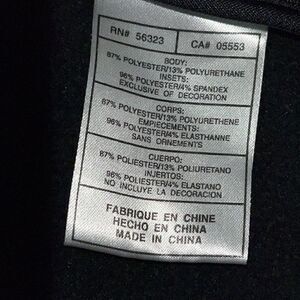 RN# 56323 CA# 05553
BODY:
87% POLYESTER/13% POLYURETHANE
INSETS:
96% POLYESTER/4% SPANDEX
EXCLUSIVE OF DECORATION
CORPS:
87% POLYESTER/13% POLYURETHENE
EMPIECEMENTS:
96% POLYESTER/4% ELASTHANNE
SANS ORNEMENTS
CUERPO:
87% POLIESTER/13% POLIURETANO
INJERTOS:
96% POLIESTER/4% ELASTANO
NO INCLUYE LA DECORACION
FABRIQUE EN CHINE
HECHO EN CHINA
MADE IN CHINA